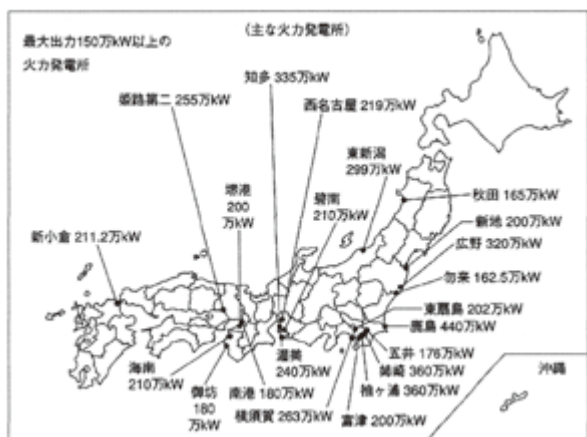 (主な火力発電所)
最大出力150万kW以上の
火力発電所
知多 335万kW
姫路第二 255万kW
西名古屋 219万kW
東新潟
299万kW
碧南
210万kW
堺港
200
万kW
秋田 165万kW
新地 200万kW
広野 320万kW
新小倉 211.2万kW
勿来 162.5万kW
東扇島 202万kW
鹿島 440万kW
五井 176万kW
姉崎 360万kW
袖ヶ浦 360万kW
富津 200万kW
渥美
240万kW
海南
210万kW
御坊
180
万kW
南港 180万kW
横須賀 263万kW
沖縄